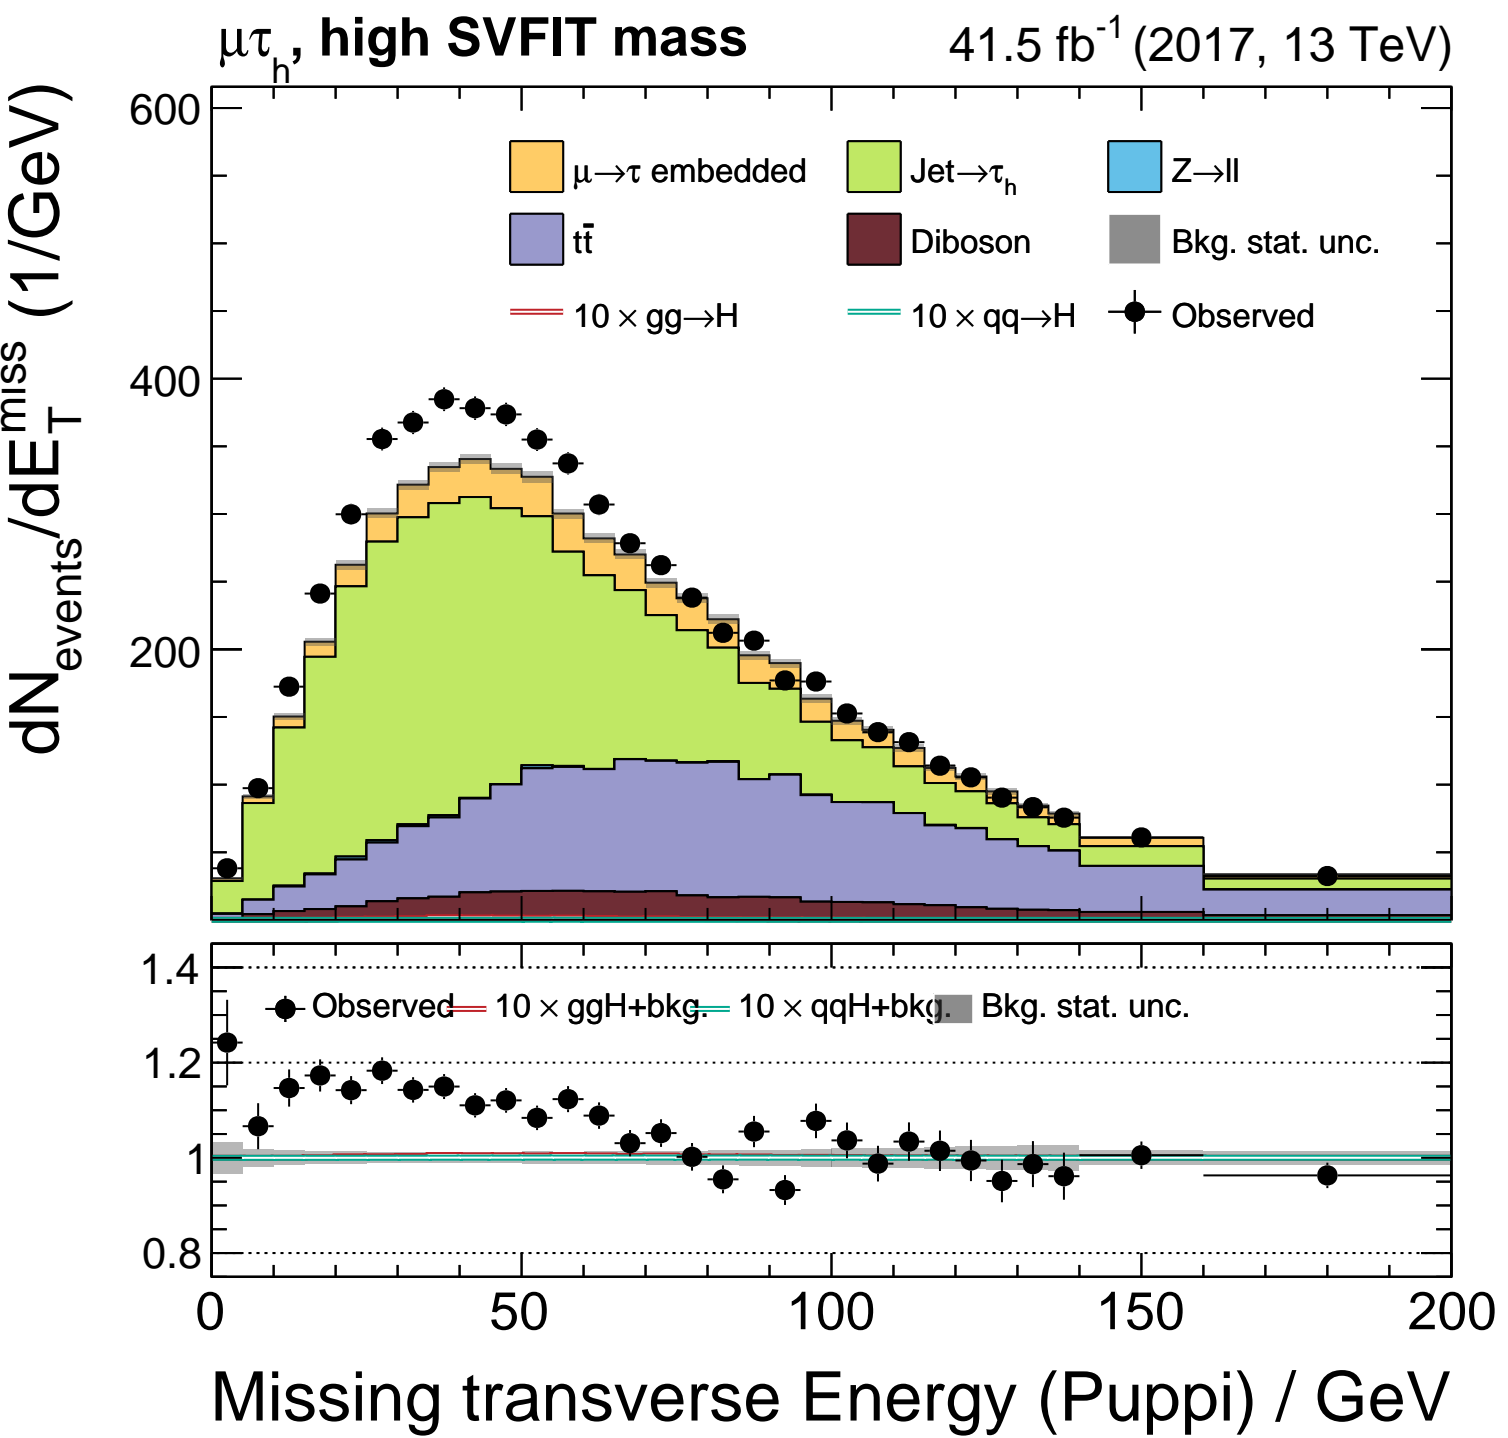 μτh, high SVFIT mass 41.5 fb-1 (2017, 13 TeV)
dNevents/dETmiss (1/GeV)
600
400
200
μ→τ embedded Jet→τh Z→ll
tt̄ Diboson Bkg. stat. unc.
10 × gg→H 10 × qq→H Observed
1.4
1.2
1
0.8
Observed 10 × ggH+bkg. 10 × qqH+bkg. Bkg. stat. unc.
0 50 100 150 200
Missing transverse Energy (Puppi) / GeV